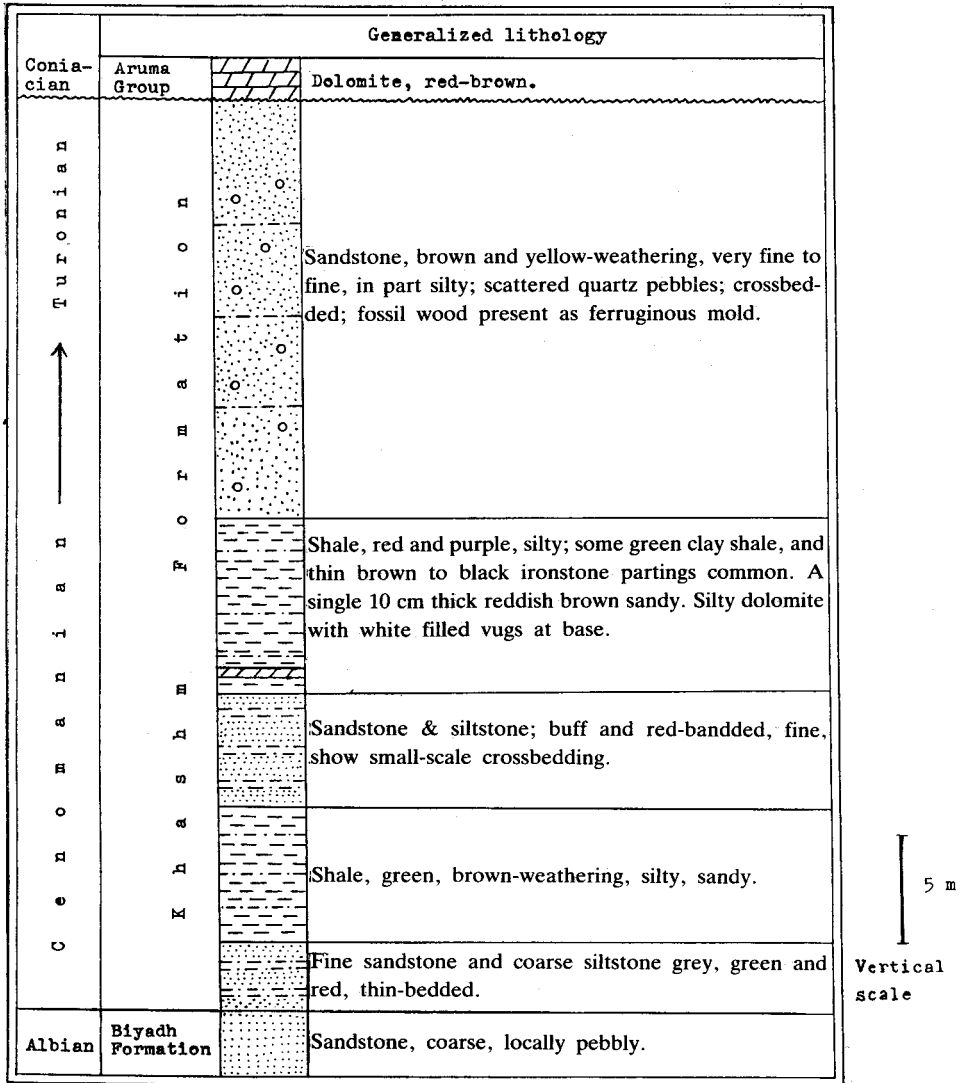 Generalized lithology
Conia-
cian
Aruma
Group
Dolomite, red-brown.
Cenomanian → Turonian
Khashm Formation
Sandstone, brown and yellow-weathering, very fine to
fine, in part silty; scattered quartz pebbles; crossbed-
ded; fossil wood present as ferruginous mold.
Shale, red and purple, silty; some green clay shale, and
thin brown to black ironstone partings common. A
single 10 cm thick reddish brown sandy. Silty dolomite
with white filled vugs at base.
Sandstone & siltstone; buff and red-bandded, fine,
show small-scale crossbedding.
Shale, green, brown-weathering, silty, sandy.
Fine sandstone and coarse siltstone grey, green and
red, thin-bedded.
Albian
Biyadh
Formation
Sandstone, coarse, locally pebbly.
5 m
Vertical
scale